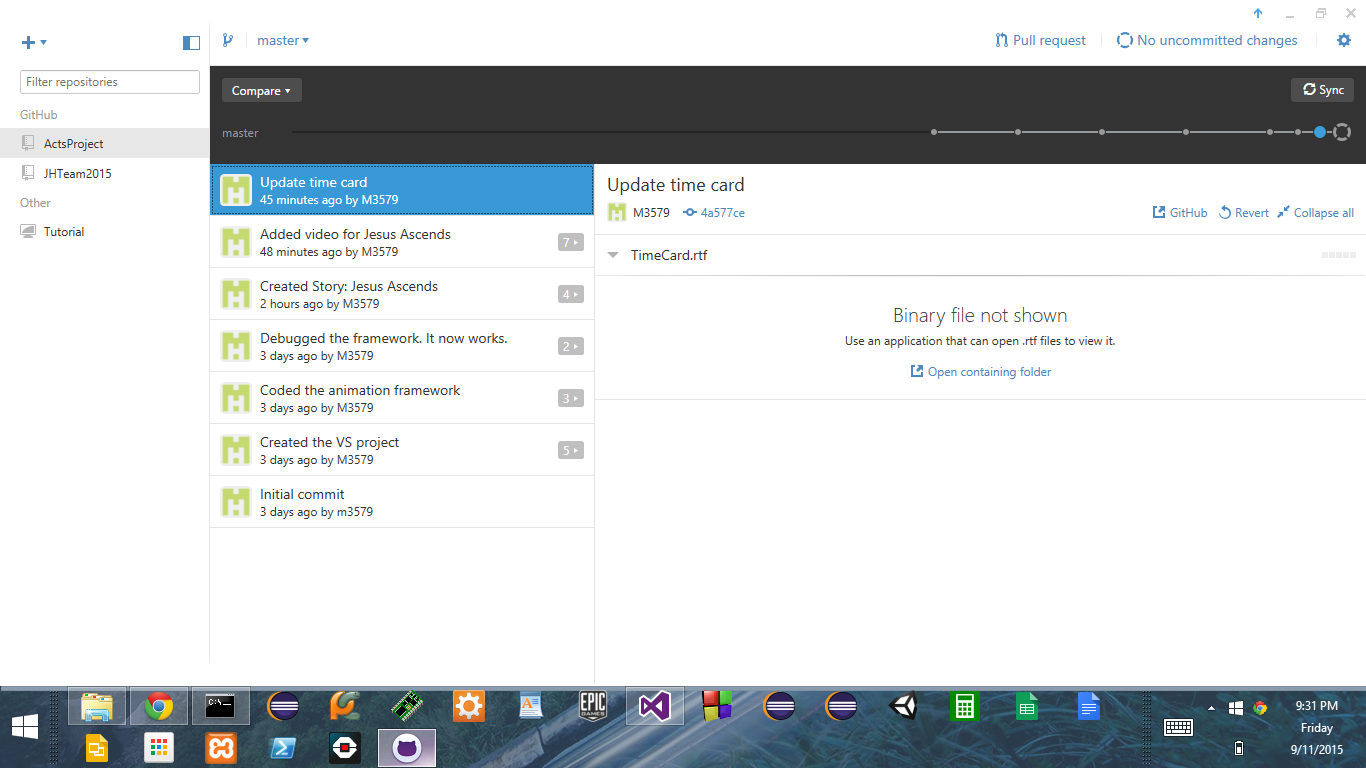 master
Pull request
No uncommitted changes
Filter repositories
GitHub
ActsProject
JHTeam2015
Other
Tutorial
Compare
Sync
master
Update time card
45 minutes ago by M3579
Added video for Jesus Ascends
48 minutes ago by M3579
7
Created Story: Jesus Ascends
2 hours ago by M3579
4
Debugged the framework. It now works.
3 days ago by M3579
2
Coded the animation framework
3 days ago by M3579
3
Created the VS project
3 days ago by M3579
5
Initial commit
3 days ago by m3579
Update time card
M3579 4a577ce
GitHub Revert Collapse all
TimeCard.rtf
Binary file not shown
Use an application that can open .rtf files to view it.
Open containing folder
C:\
EPIC
GAMES
9:31 PM
Friday
9/11/2015